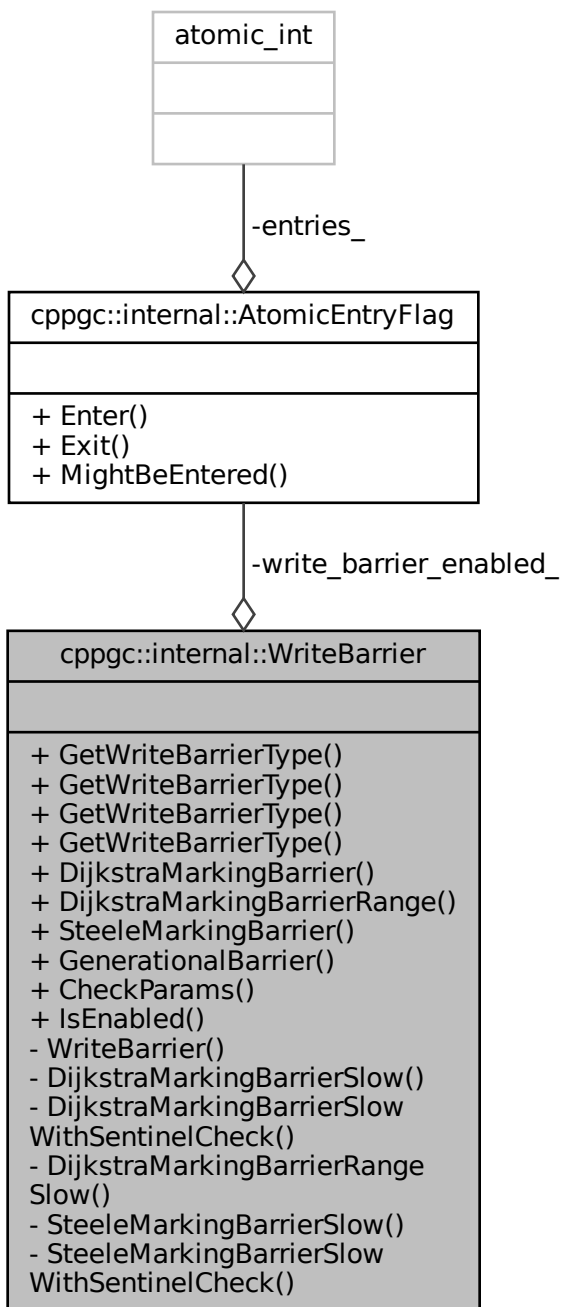 atomic_int
-entries_
cppgc::internal::AtomicEntryFlag
+ Enter()
+ Exit()
+ MightBeEntered()
-write_barrier_enabled_
cppgc::internal::WriteBarrier
+ GetWriteBarrierType()
+ GetWriteBarrierType()
+ GetWriteBarrierType()
+ GetWriteBarrierType()
+ DijkstraMarkingBarrier()
+ DijkstraMarkingBarrierRange()
+ SteeleMarkingBarrier()
+ GenerationalBarrier()
+ CheckParams()
+ IsEnabled()
- WriteBarrier()
- DijkstraMarkingBarrierSlow()
- DijkstraMarkingBarrierSlow
WithSentinelCheck()
- DijkstraMarkingBarrierRange
Slow()
- SteeleMarkingBarrierSlow()
- SteeleMarkingBarrierSlow
WithSentinelCheck()